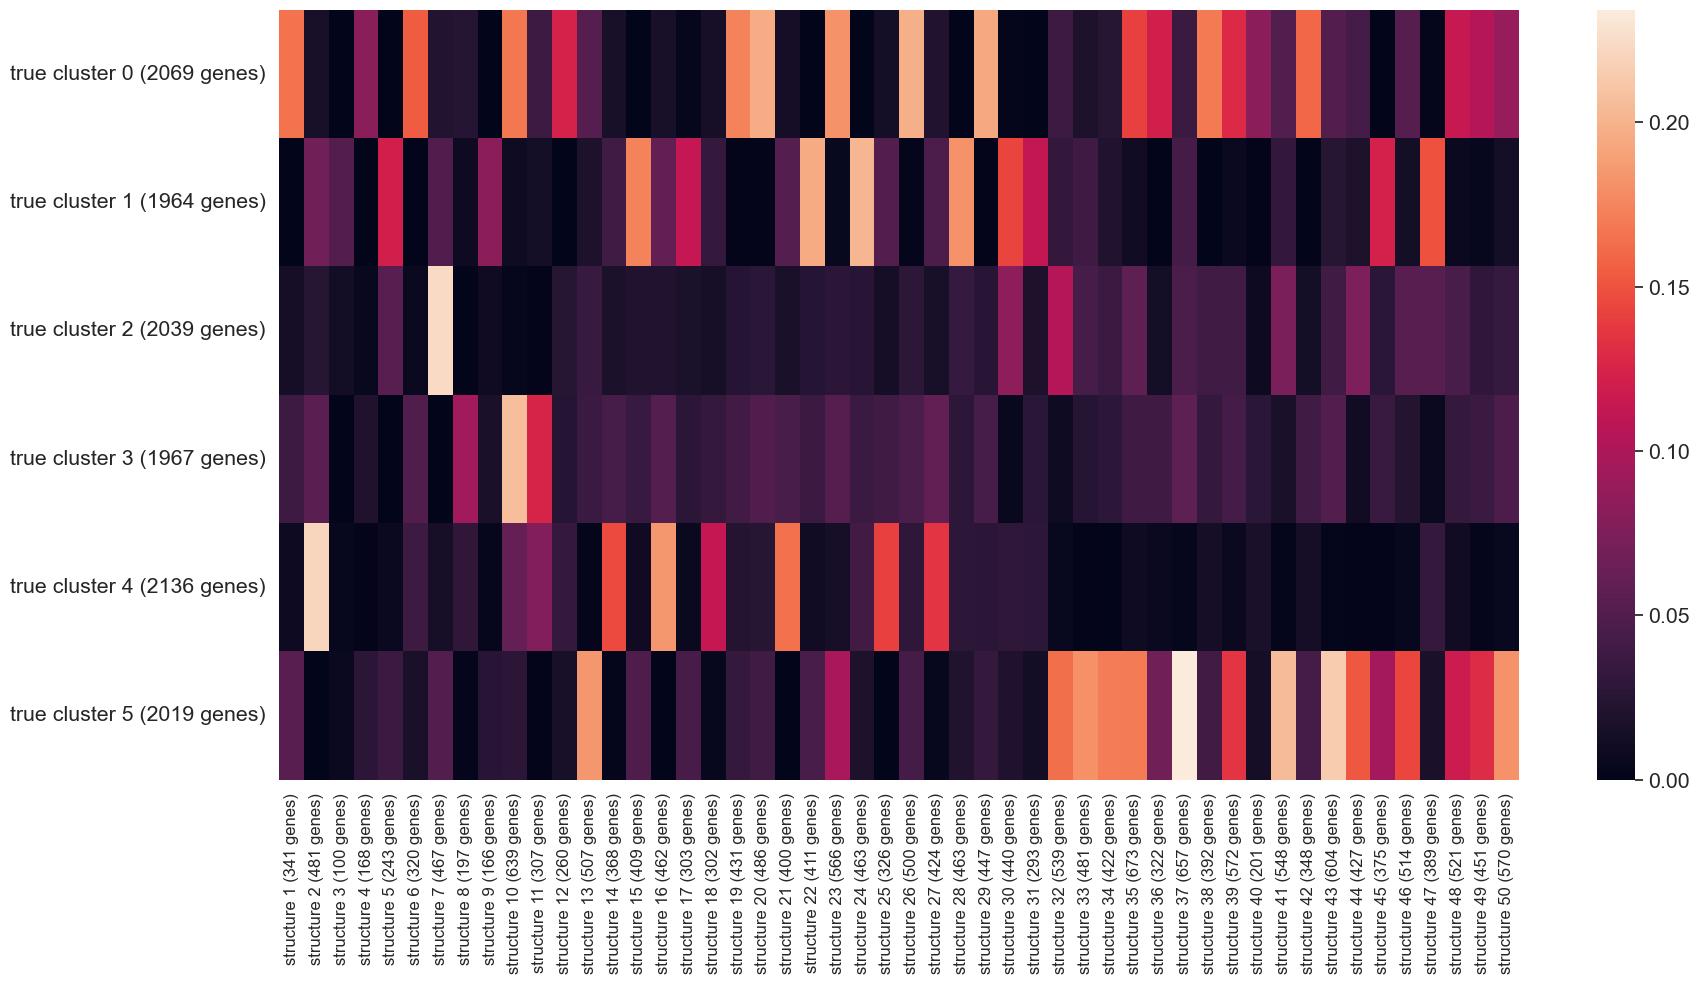 true cluster 0 (2069 genes)
true cluster 1 (1964 genes)
true cluster 2 (2039 genes)
true cluster 3 (1967 genes)
true cluster 4 (2136 genes)
true cluster 5 (2019 genes)
structure 1 (341 genes)
structure 2 (481 genes)
structure 3 (100 genes)
structure 4 (168 genes)
structure 5 (243 genes)
structure 6 (320 genes)
structure 7 (467 genes)
structure 8 (197 genes)
structure 9 (166 genes)
structure 10 (639 genes)
structure 11 (307 genes)
structure 12 (260 genes)
structure 13 (507 genes)
structure 14 (368 genes)
structure 15 (409 genes)
structure 16 (462 genes)
structure 17 (303 genes)
structure 18 (302 genes)
structure 19 (431 genes)
structure 20 (486 genes)
structure 21 (400 genes)
structure 22 (411 genes)
structure 23 (566 genes)
structure 24 (463 genes)
structure 25 (326 genes)
structure 26 (500 genes)
structure 27 (424 genes)
structure 28 (463 genes)
structure 29 (447 genes)
structure 30 (440 genes)
structure 31 (293 genes)
structure 32 (539 genes)
structure 33 (481 genes)
structure 34 (422 genes)
structure 35 (673 genes)
structure 36 (322 genes)
structure 37 (657 genes)
structure 38 (392 genes)
structure 39 (572 genes)
structure 40 (201 genes)
structure 41 (548 genes)
structure 42 (348 genes)
structure 43 (604 genes)
structure 44 (427 genes)
structure 45 (375 genes)
structure 46 (514 genes)
structure 47 (389 genes)
structure 48 (521 genes)
structure 49 (451 genes)
structure 50 (570 genes)
0.20
0.15
0.10
0.05
0.00